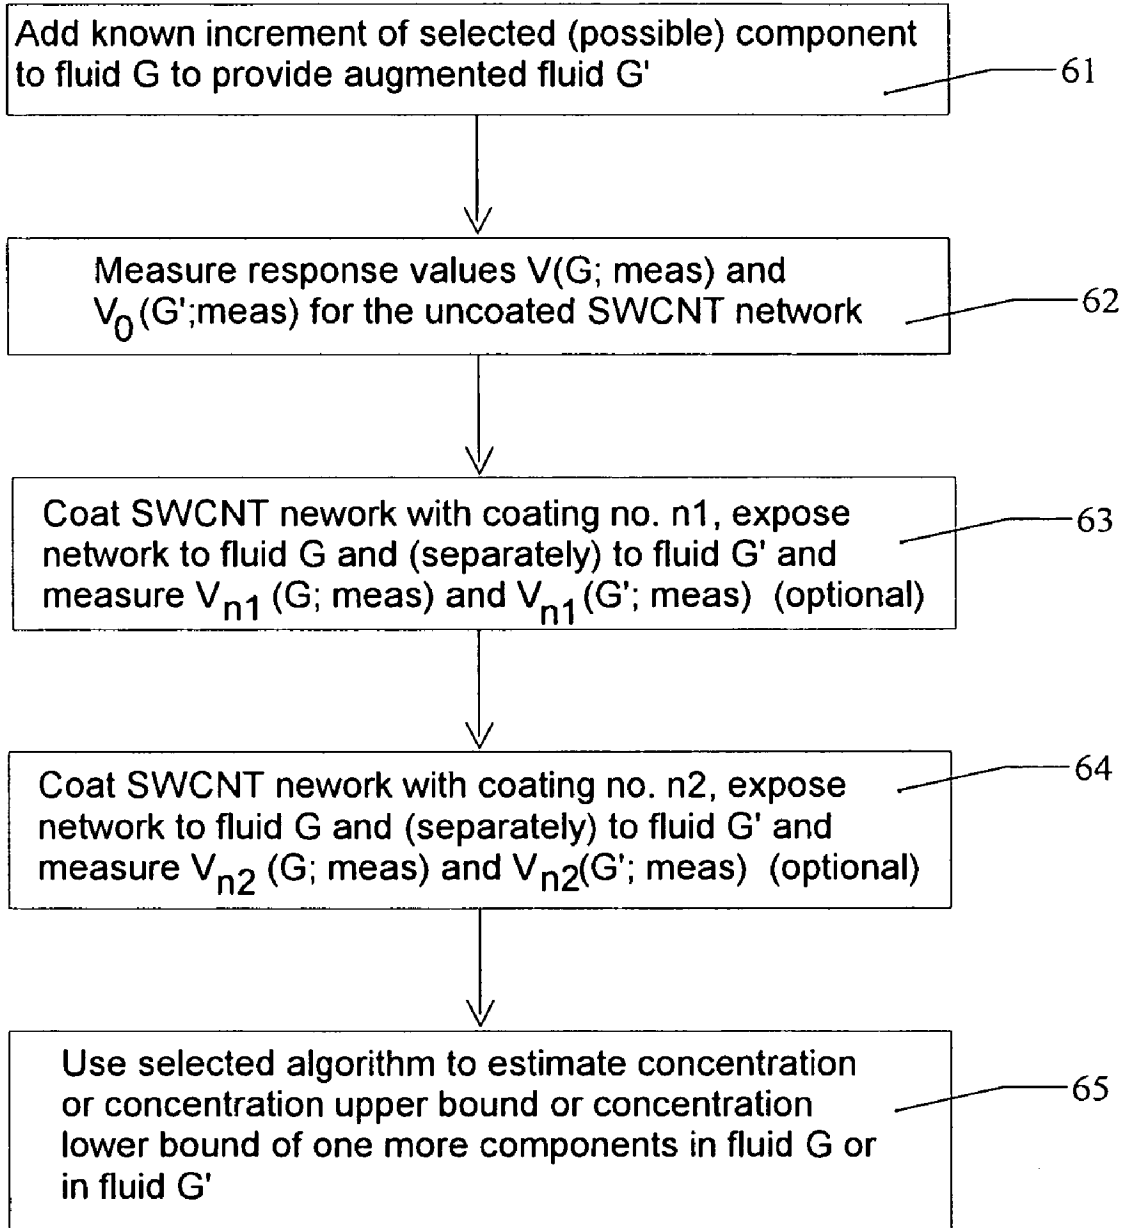 Add known increment of selected (possible) component
to fluid G to provide augmented fluid G'
61
Measure response values V(G; meas) and
V0(G';meas) for the uncoated SWCNT network
62
Coat SWCNT nework with coating no. n1, expose
network to fluid G and (separately) to fluid G' and
measure Vn1 (G; meas) and Vn1(G'; meas) (optional)
63
Coat SWCNT nework with coating no. n2, expose
network to fluid G and (separately) to fluid G' and
measure Vn2 (G; meas) and Vn2(G'; meas) (optional)
64
Use selected algorithm to estimate concentration
or concentration upper bound or concentration
lower bound of one more components in fluid G or
in fluid G'
65